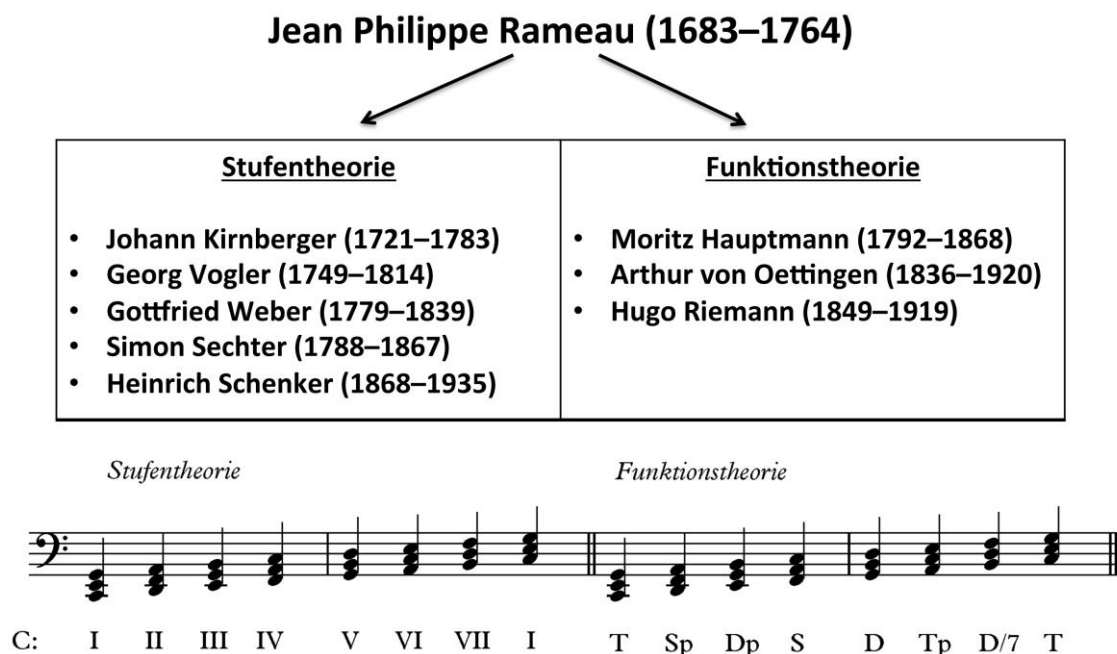 Jean Philippe Rameau (1683–1764)
Stufentheorie
• Johann Kirnberger (1721–1783)
• Georg Vogler (1749–1814)
• Gottfried Weber (1779–1839)
• Simon Sechter (1788–1867)
• Heinrich Schenker (1868–1935)
Funktionstheorie
• Moritz Hauptmann (1792–1868)
• Arthur von Oettingen (1836–1920)
• Hugo Riemann (1849–1919)
Stufentheorie Funktionstheorie
C: I II III IV V VI VII I T Sp Dp S D Tp D/7 T